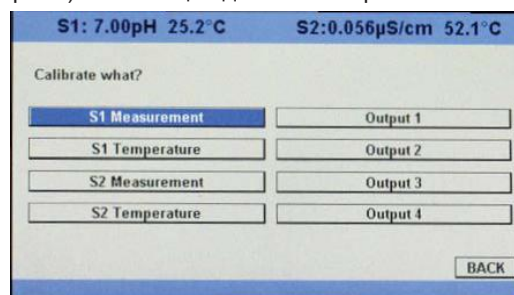 S1: 7.00pH 25.2°C S2:0.056µS/cm 52.1°C
Calibrate what?
S1 Measurement Output 1
S1 Temperature Output 2
S2 Measurement Output 3
S2 Temperature Output 4
BACK